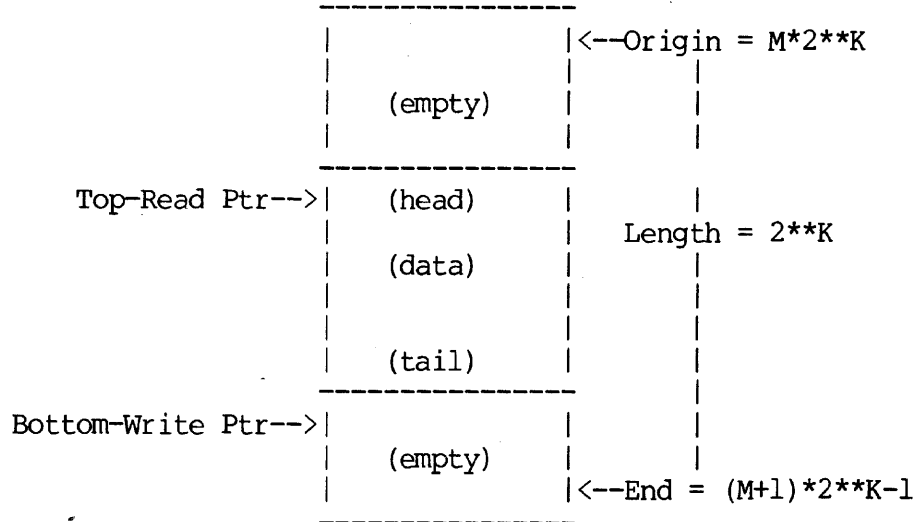 <--Origin = M*2**K
(empty)
Top-Read Ptr--> (head)
Length = 2**K
(data)
(tail)
Bottom-Write Ptr-->
(empty)
<--End = (M+1)*2**K-1